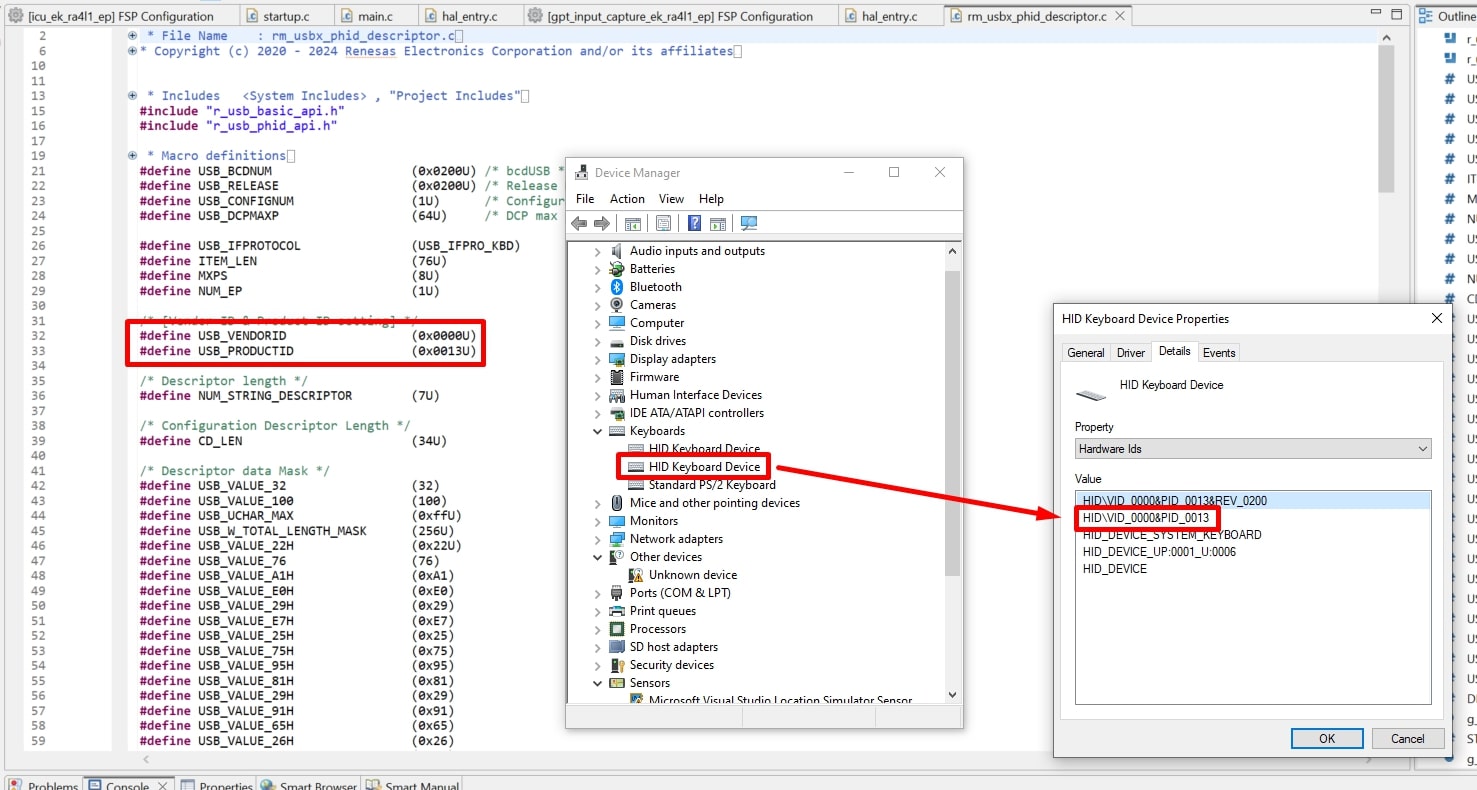 [icu_ek_ra4l1_ep] FSP Configuration
startup.c
main.c
hal_entry.c
[gpt_input_capture_ek_ra4l1_ep] FSP Configuration
hal_entry.c
rm_usbx_phid_descriptor.c
Outline
2 * File Name : rm_usbx_phid_descriptor.c
6 * Copyright (c) 2020 - 2024 Renesas Electronics Corporation and/or its affiliates
10
11
13 * Includes <System Includes> , "Project Includes"
15 #include "r_usb_basic_api.h"
16 #include "r_usb_phid_api.h"
17
19 * Macro definitions
21 #define USB_BCDNUM (0x0200U) /* bcdUSB *
22 #define USB_RELEASE (0x0200U) /* Release
23 #define USB_CONFIGNUM (1U) /* Configur
24 #define USB_DCPMAXP (64U) /* DCP max
25
26 #define USB_IFPROTOCOL (USB_IFPRO_KBD)
27 #define ITEM_LEN (76U)
28 #define MXPS (8U)
29 #define NUM_EP (1U)
30
31 /* [Vendor ID & Product ID setting] */
32 #define USB_VENDORID (0x0000U)
33 #define USB_PRODUCTID (0x0013U)
34
35 /* Descriptor length */
36 #define NUM_STRING_DESCRIPTOR (7U)
37
38 /* Configuration Descriptor Length */
39 #define CD_LEN (34U)
40
41 /* Descriptor data Mask */
42 #define USB_VALUE_32 (32)
43 #define USB_VALUE_100 (100)
44 #define USB_UCHAR_MAX (0xffU)
45 #define USB_W_TOTAL_LENGTH_MASK (256U)
46 #define USB_VALUE_22H (0x22U)
47 #define USB_VALUE_76 (76)
48 #define USB_VALUE_A1H (0xA1)
49 #define USB_VALUE_E0H (0xE0)
50 #define USB_VALUE_29H (0x29)
51 #define USB_VALUE_E7H (0xE7)
52 #define USB_VALUE_25H (0x25)
53 #define USB_VALUE_75H (0x75)
54 #define USB_VALUE_95H (0x95)
55 #define USB_VALUE_81H (0x81)
56 #define USB_VALUE_29H (0x29)
57 #define USB_VALUE_91H (0x91)
58 #define USB_VALUE_65H (0x65)
59 #define USB_VALUE_26H (0x26)
Device Manager
File Action View Help
Audio inputs and outputs
Batteries
Bluetooth
Cameras
Computer
Disk drives
Display adapters
Firmware
Human Interface Devices
IDE ATA/ATAPI controllers
Keyboards
HID Keyboard Device
HID Keyboard Device
Standard PS/2 Keyboard
Mice and other pointing devices
Monitors
Network adapters
Other devices
Unknown device
Ports (COM & LPT)
Print queues
Processors
SD host adapters
Security devices
Sensors
Microsoft Visual Studio Location Simulator Sensor
HID Keyboard Device Properties
General Driver Details Events
HID Keyboard Device
Property
Hardware Ids
Value
HID\VID_0000&PID_0013&REV_0200
HID\VID_0000&PID_0013
HID_DEVICE_SYSTEM_KEYBOARD
HID_DEVICE_UP:0001_U:0006
HID_DEVICE
OK Cancel
Problems Console Properties Smart Browser Smart Manual